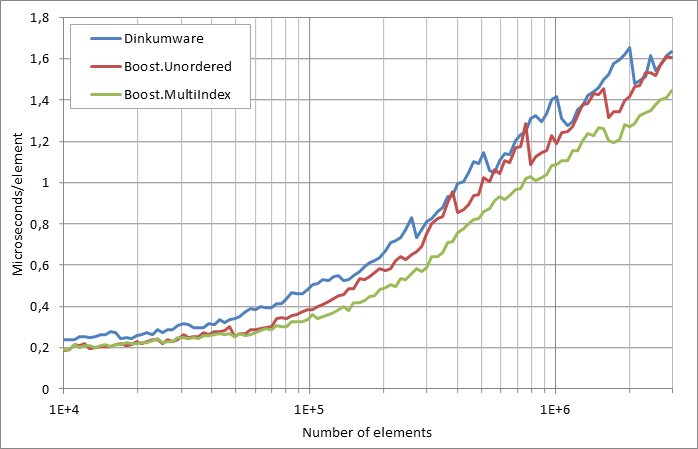 1,8
1,6
1,4
1,2
1
0,8
0,6
0,4
0,2
0
Microseconds/element
Dinkumware
Boost.Unordered
Boost.MultiIndex
1E+4
1E+5
1E+6
Number of elements